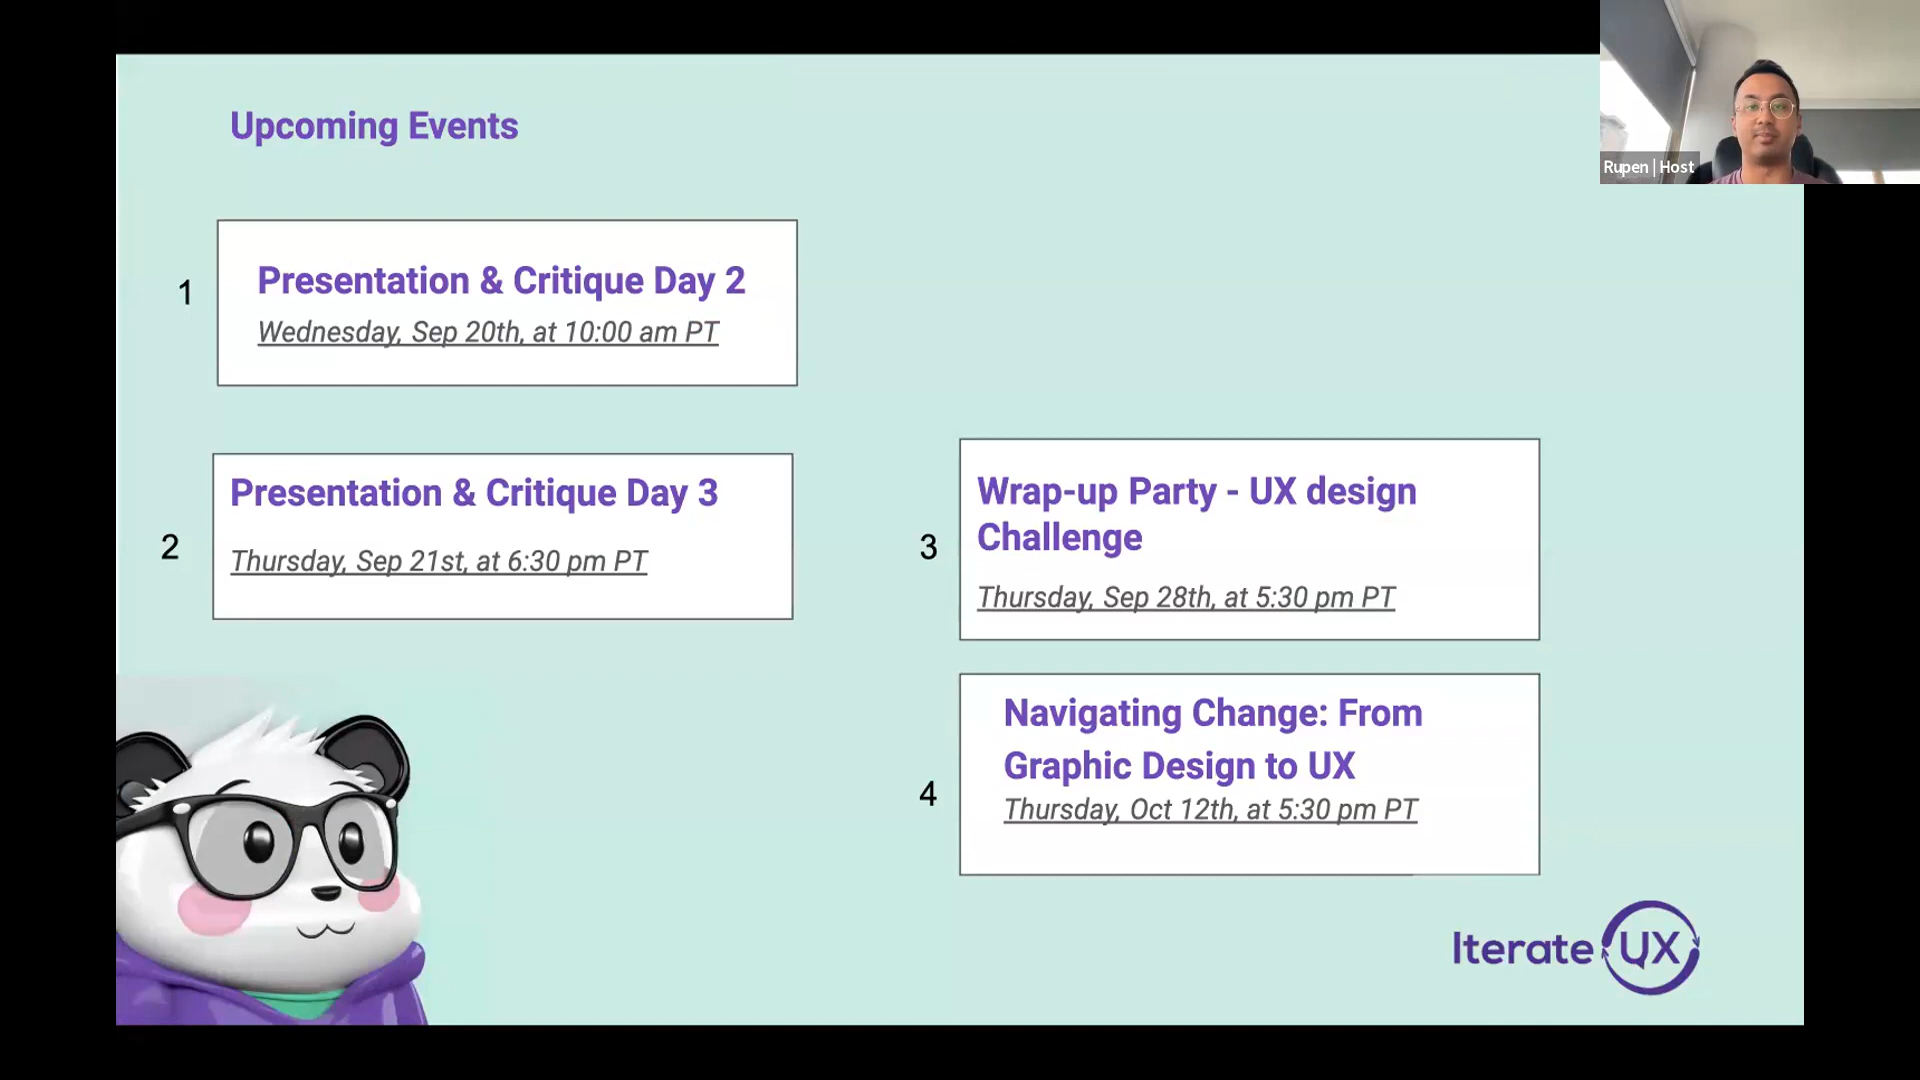 Upcoming Events
Rupen | Host
1
Presentation & Critique Day 2
Wednesday, Sep 20th, at 10:00 am PT
2
Presentation & Critique Day 3
Thursday, Sep 21st, at 6:30 pm PT
3
Wrap-up Party - UX design
Challenge
Thursday, Sep 28th, at 5:30 pm PT
4
Navigating Change: From
Graphic Design to UX
Thursday, Oct 12th, at 5:30 pm PT
Iterate UX